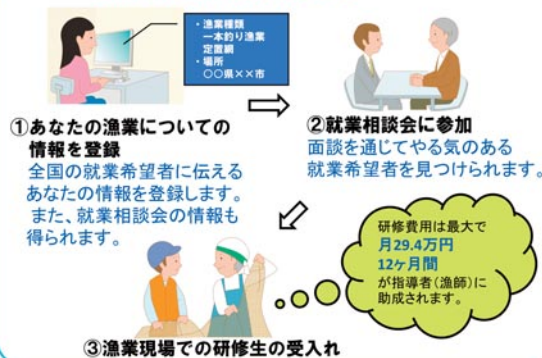 ・漁業種類
一本釣り漁業
定置網
・場所
○○県××市
①あなたの漁業についての
情報を登録
全国の就業希望者に伝える
あなたの情報を登録します。
また、就業相談会の情報も
得られます。
②就業相談会に参加
面談を通じてやる気のある
就業希望者を見つけられます。
研修費用は最大で
月29.4万円
12ヶ月間
が指導者(漁師)に
助成されます。
③漁業現場での研修生の受入れ